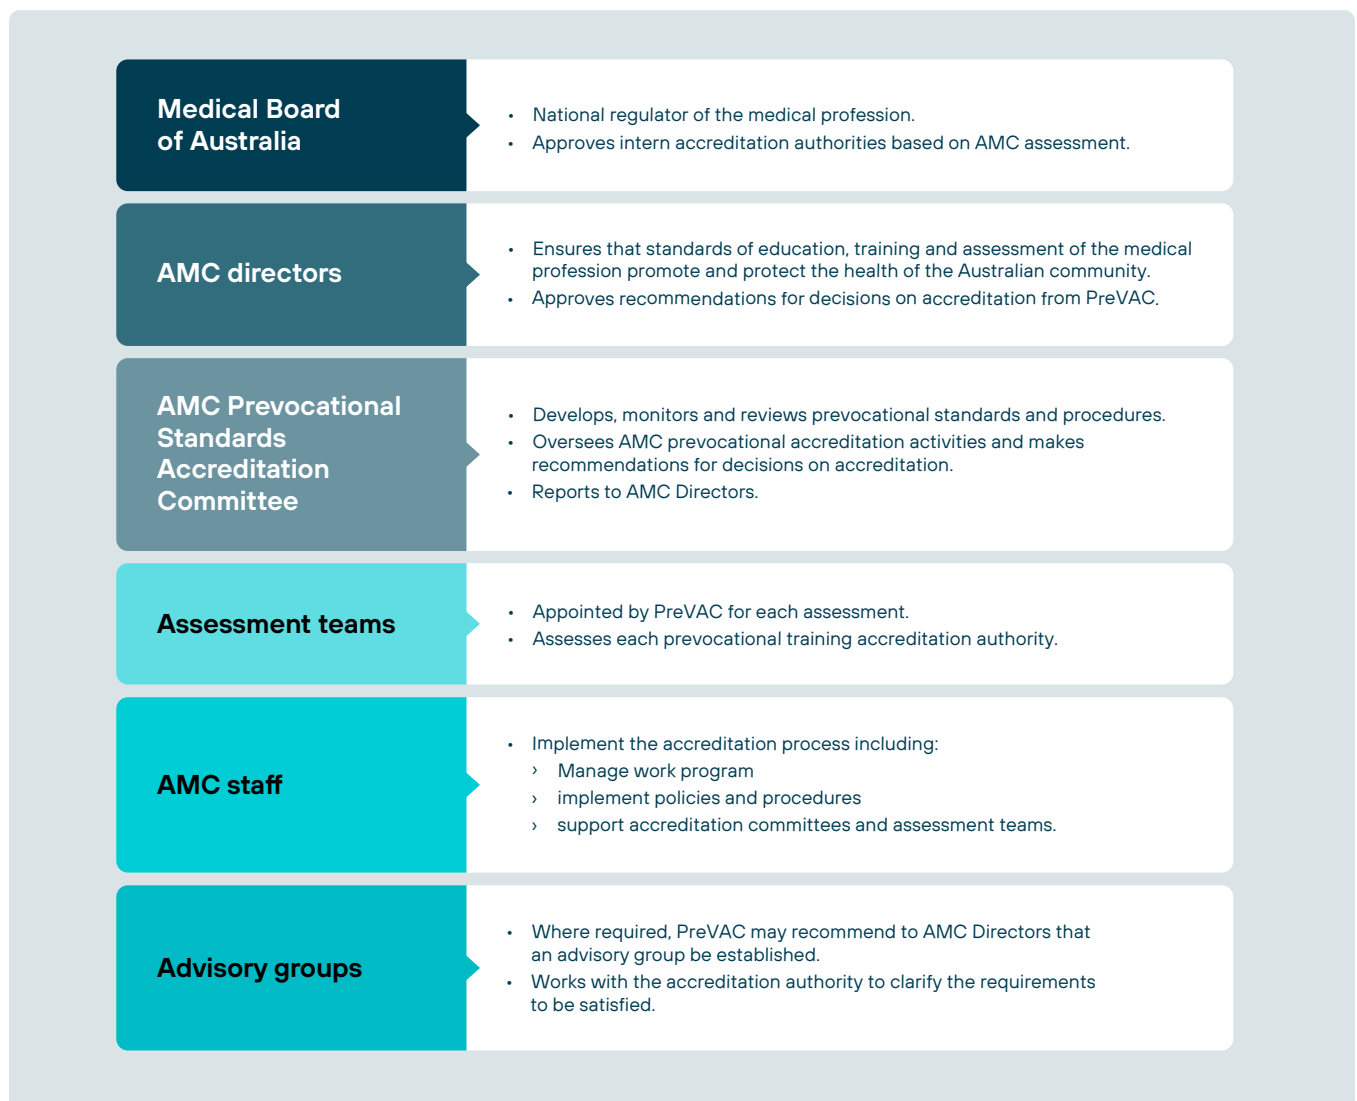 Medical Board
of Australia
• National regulator of the medical profession.
• Approves intern accreditation authorities based on AMC assessment.
AMC directors
• Ensures that standards of education, training and assessment of the medical
profession promote and protect the health of the Australian community.
• Approves recommendations for decisions on accreditation from PreVAC.
AMC Prevocational
Standards
Accreditation
Committee
• Develops, monitors and reviews prevocational standards and procedures.
• Oversees AMC prevocational accreditation activities and makes
recommendations for decisions on accreditation.
• Reports to AMC Directors.
Assessment teams
• Appointed by PreVAC for each assessment.
• Assesses each prevocational training accreditation authority.
AMC staff
• Implement the accreditation process including:
› Manage work program
› implement policies and procedures
› support accreditation committees and assessment teams.
Advisory groups
• Where required, PreVAC may recommend to AMC Directors that
an advisory group be established.
• Works with the accreditation authority to clarify the requirements
to be satisfied.